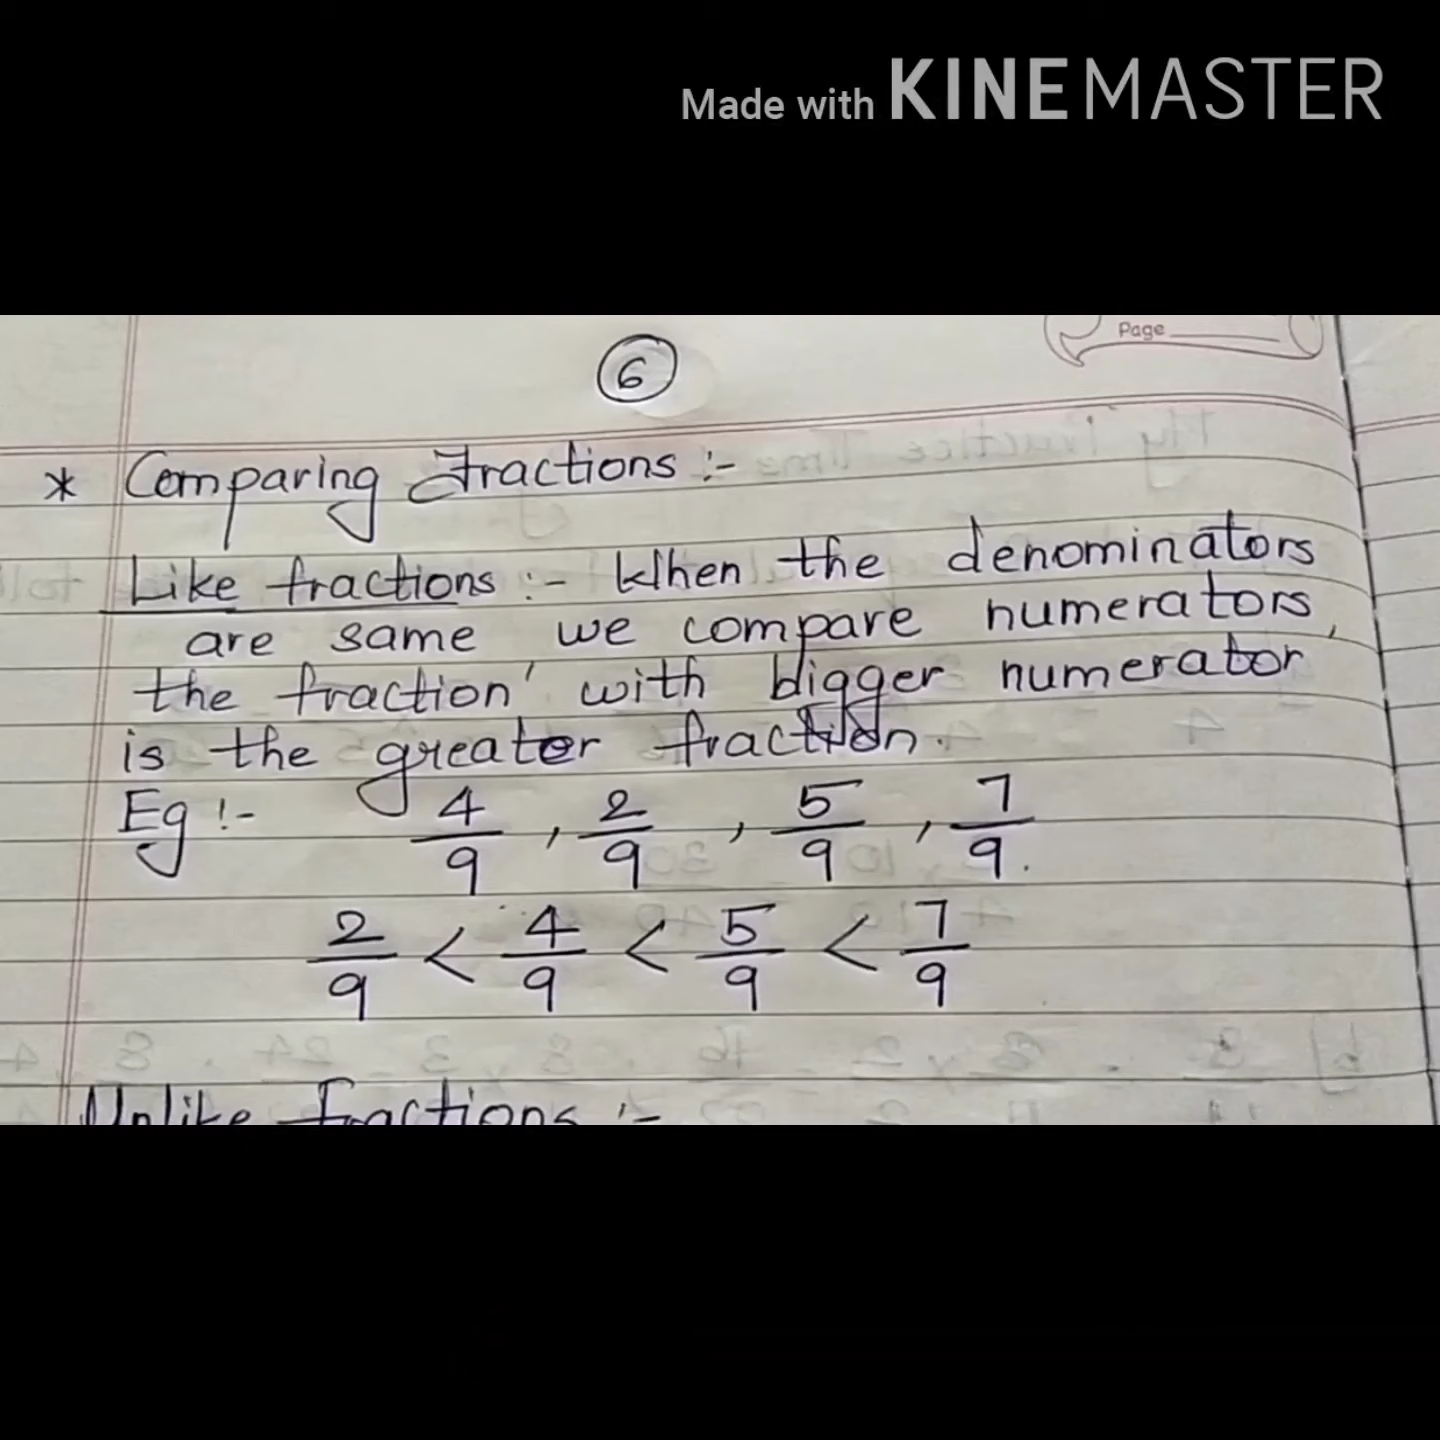 Made with KINEMASTER
Page
6
* Comparing Fractions :-
Like fractions :- When the denominators
are same we compare numerators,
the fraction with bigger numerator
is the greater fraction.
Eg :- 4/9 , 2/9 , 5/9 , 7/9.
2/9 < 4/9 < 5/9 < 7/9
Unlike fractions :-